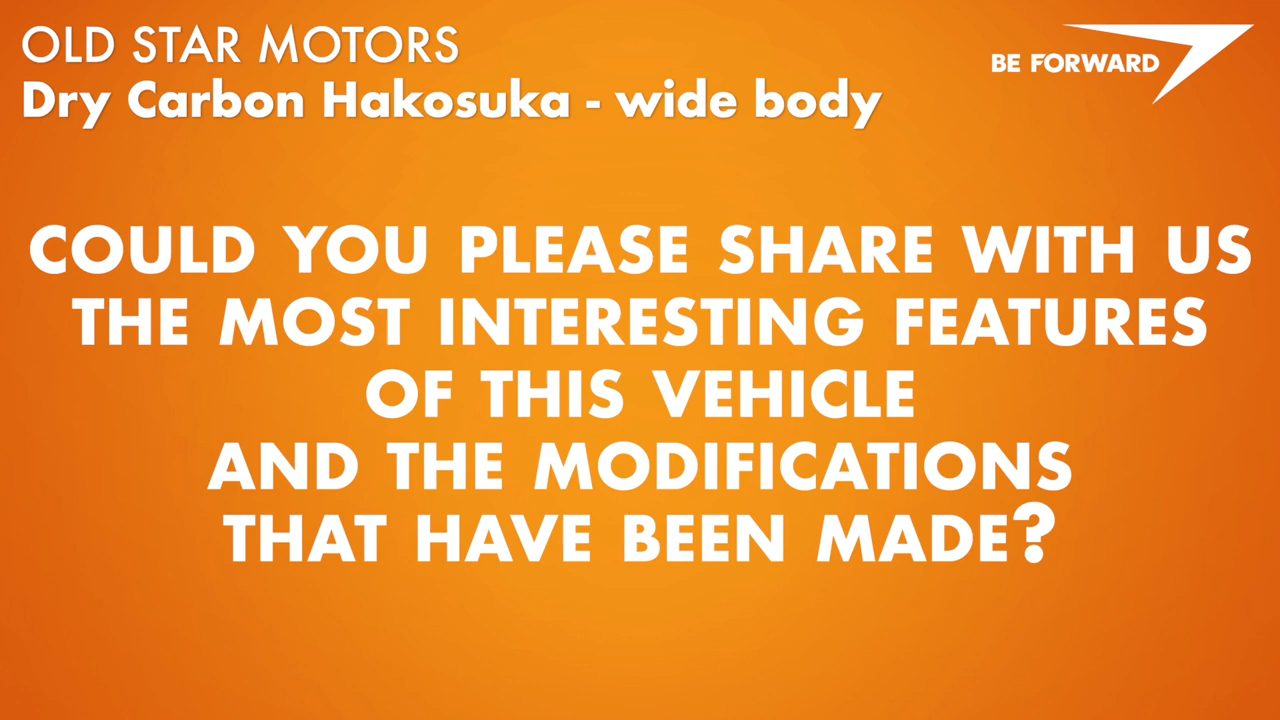 OLD STAR MOTORS
Dry Carbon Hakosuka - wide body
BE FORWARD
COULD YOU PLEASE SHARE WITH US
THE MOST INTERESTING FEATURES
OF THIS VEHICLE
AND THE MODIFICATIONS
THAT HAVE BEEN MADE?